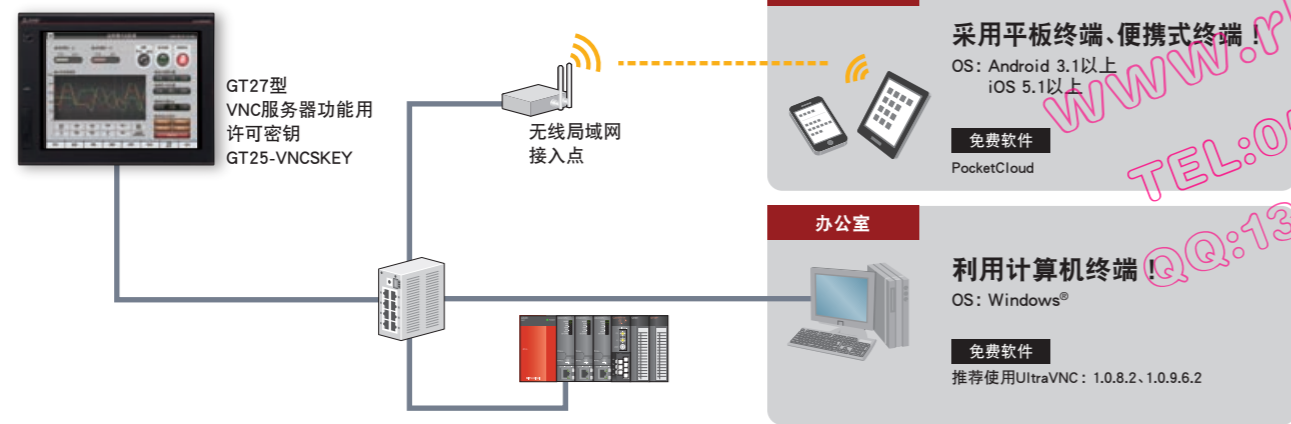 GT27型
VNC服务器功能用
许可密钥
GT25-VNCSKEY
无线局域网
接入点
采用平板终端、便携式终端!
OS: Android 3.1以上
iOS 5.1以上
免费软件
PocketCloud
办公室
利用计算机终端!
OS: Windows®
免费软件
推荐使用UltraVNC: 1.0.8.2、1.0.9.6.2
www.r
TEL:0
QQ:13